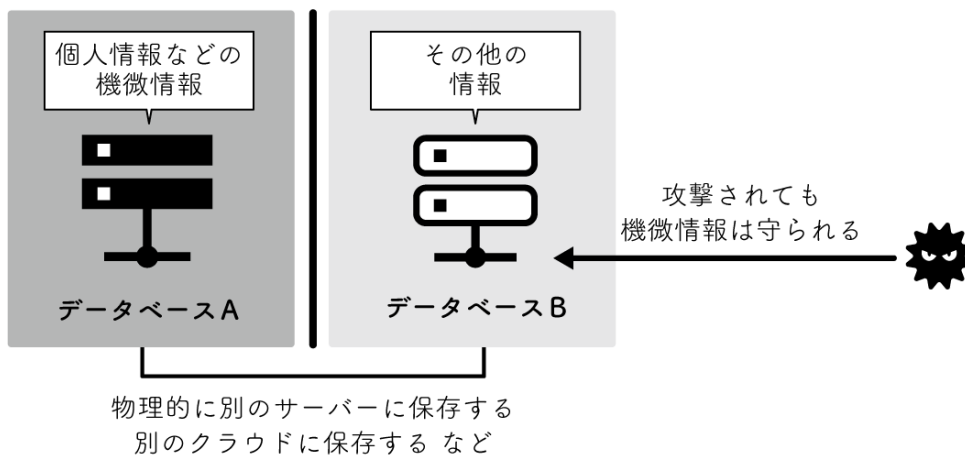 個人情報などの
機微情報
その他の
情報
攻撃されても
機微情報は守られる
データベースA
データベースB
物理的に別のサーバーに保存する
別のクラウドに保存する など